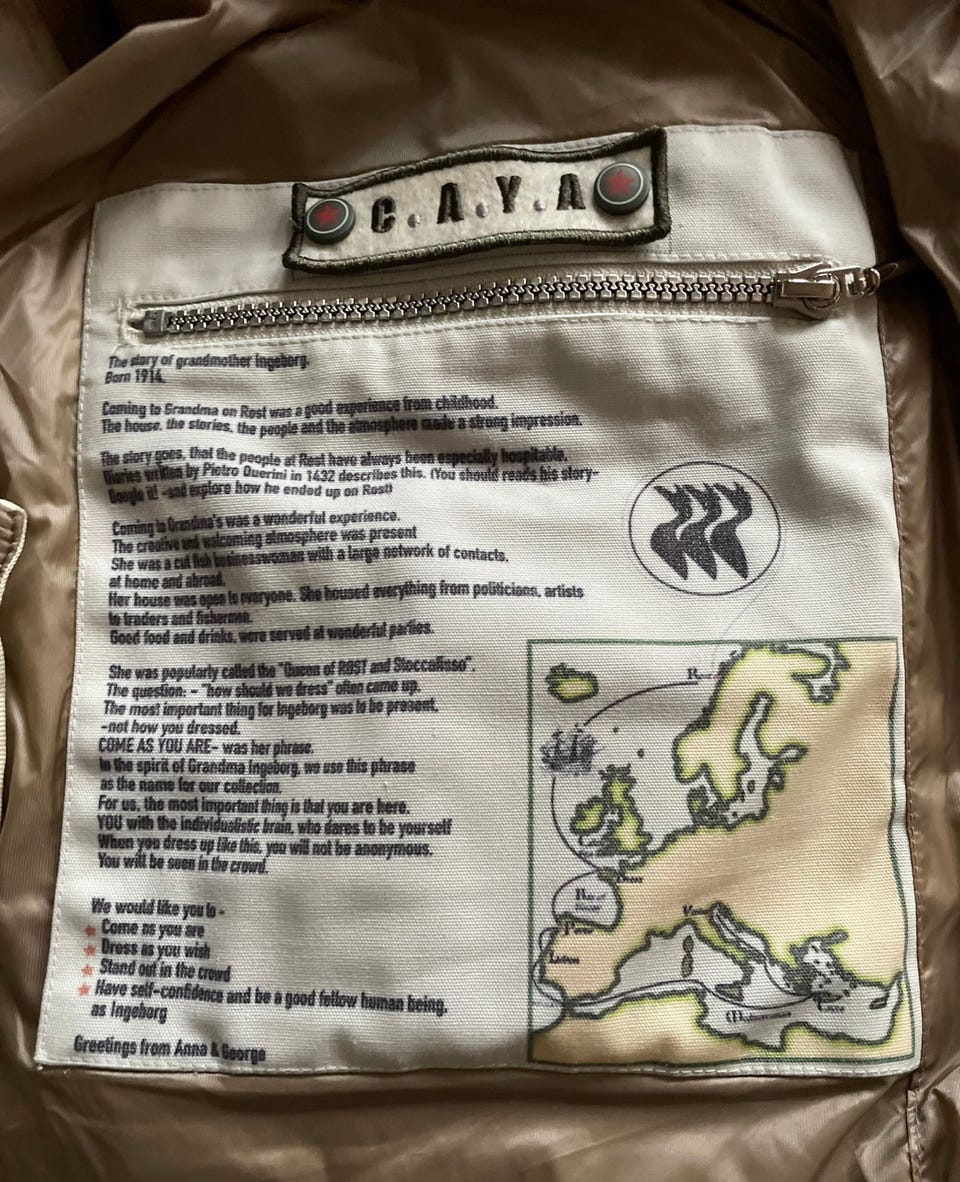 C.A.Y.A
The story of grandmother Ingeborg.
Born 1914.
Coming to Grandma on Røst was a good experience from childhood.
The house, the stories, the people and the atmosphere made a strong impression.
The story goes, that the people at Røst have always been especially hospitable,
Diaries written by Pietro Querini in 1432 describes this. (You should reads his story-
Google it! -and explore how he ended up on Røst)
Coming to Grandma's was a wonderful experience.
The creative and welcoming atmosphere was present
She was a cut fish businesswoman with a large network of contacts,
at home and abroad.
Her house was open to everyone. She housed everything from politicians, artists
to traders and fishermen.
Good food and drinks, were served at wonderful parties.
She was popularly called the "Queen of RØST and Stoccafisso".
The question: - "how should we dress" often came up.
The most important thing for Ingeborg was to be present,
-not how you dressed.
COME AS YOU ARE- was her phrase.
In the spirit of Grandma Ingeborg, we use this phrase
as the name for our collection.
For us, the most important thing is that you are here.
YOU with the individualistic brain, who dares to be yourself
When you dress up like this, you will not be anonymous.
You will be seen in the crowd.
We would like you to -
Come as you are
Dress as you wish
Stand out in the crowd
Have self-confidence and be a good fellow human being,
as Ingeborg
Greetings from Anna & George